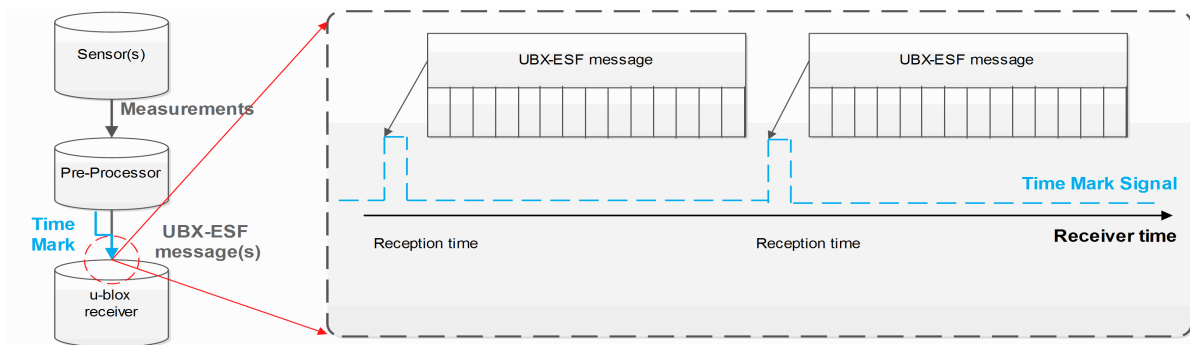 Sensor(s)
Measurements
Pre-Processor
Time
Mark
UBX-ESF
message(s)
u-blox
receiver
UBX-ESF message
UBX-ESF message
Time Mark Signal
Reception time
Reception time
Receiver time